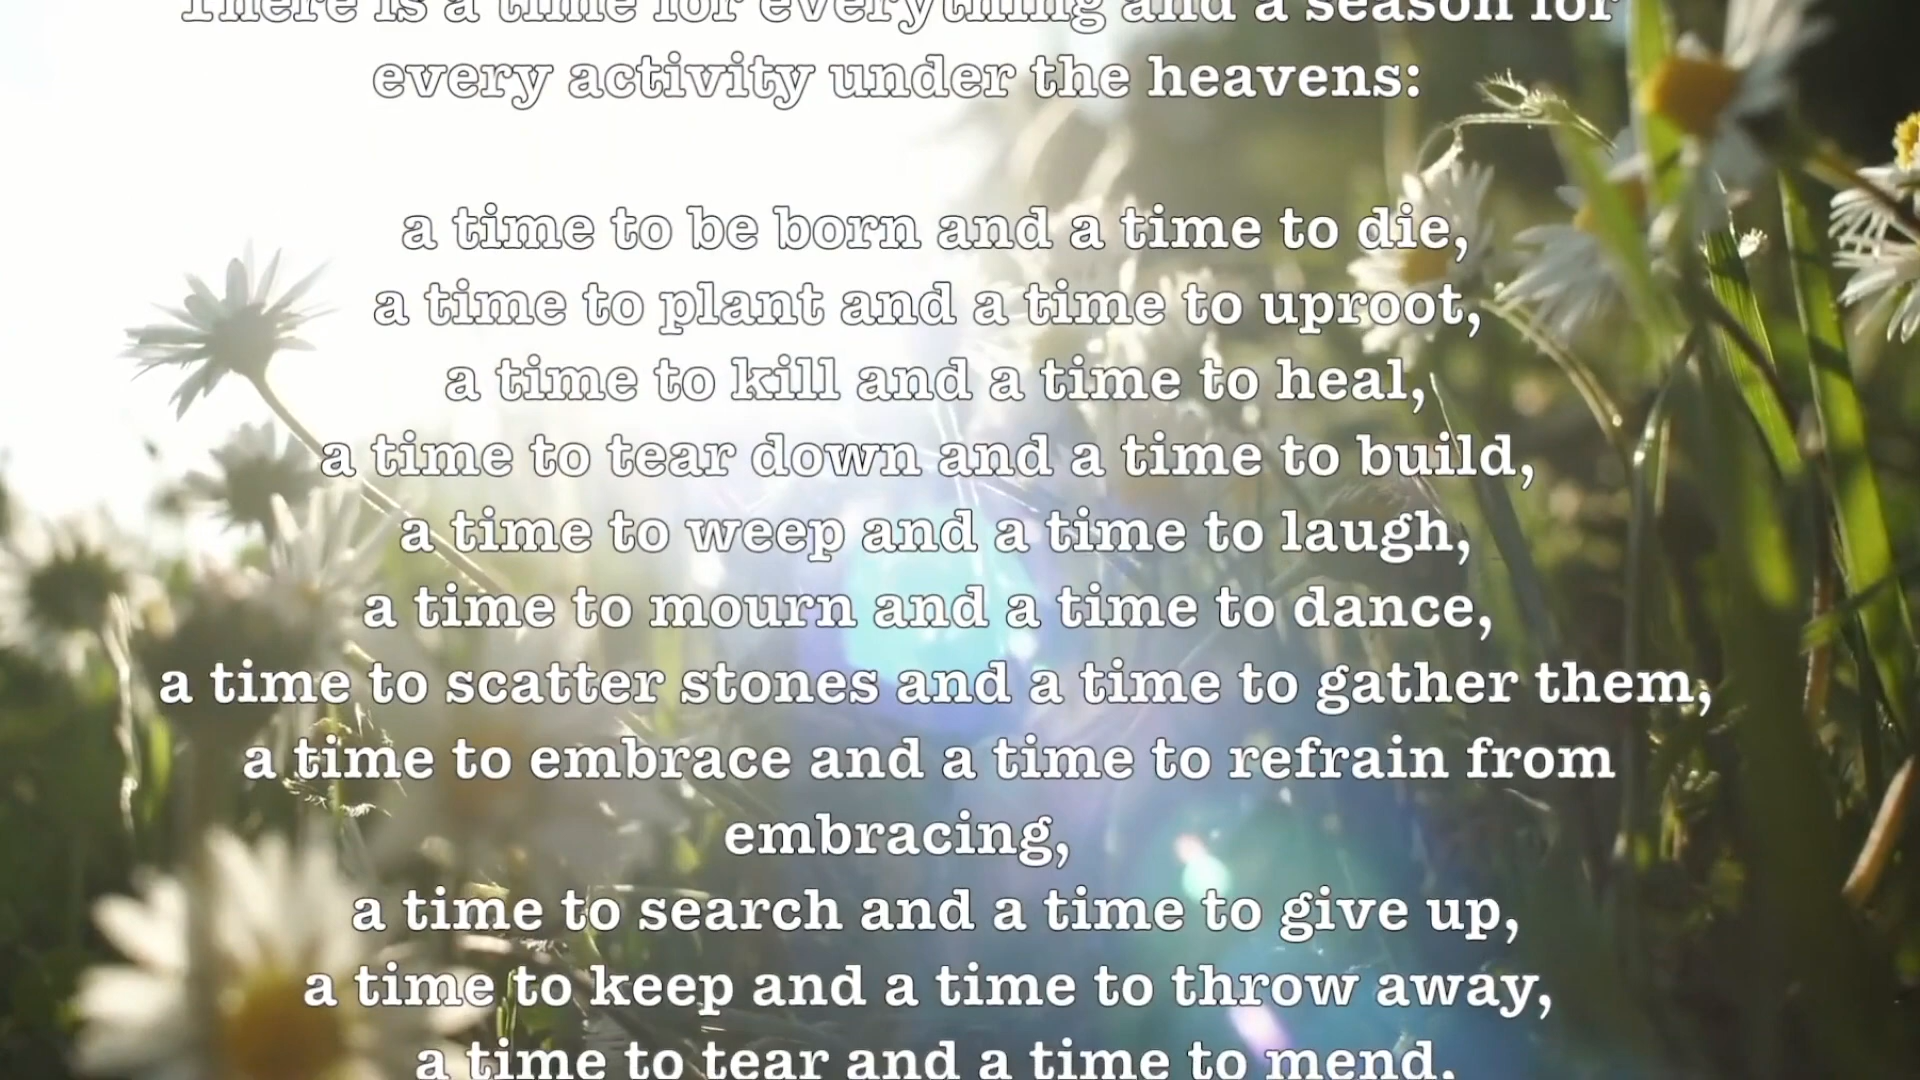 There is a time for everything and a season for
every activity under the heavens:
a time to be born and a time to die,
a time to plant and a time to uproot,
a time to kill and a time to heal,
a time to tear down and a time to build,
a time to weep and a time to laugh,
a time to mourn and a time to dance,
a time to scatter stones and a time to gather them,
a time to embrace and a time to refrain from
embracing,
a time to search and a time to give up,
a time to keep and a time to throw away,
a time to tear and a time to mend,